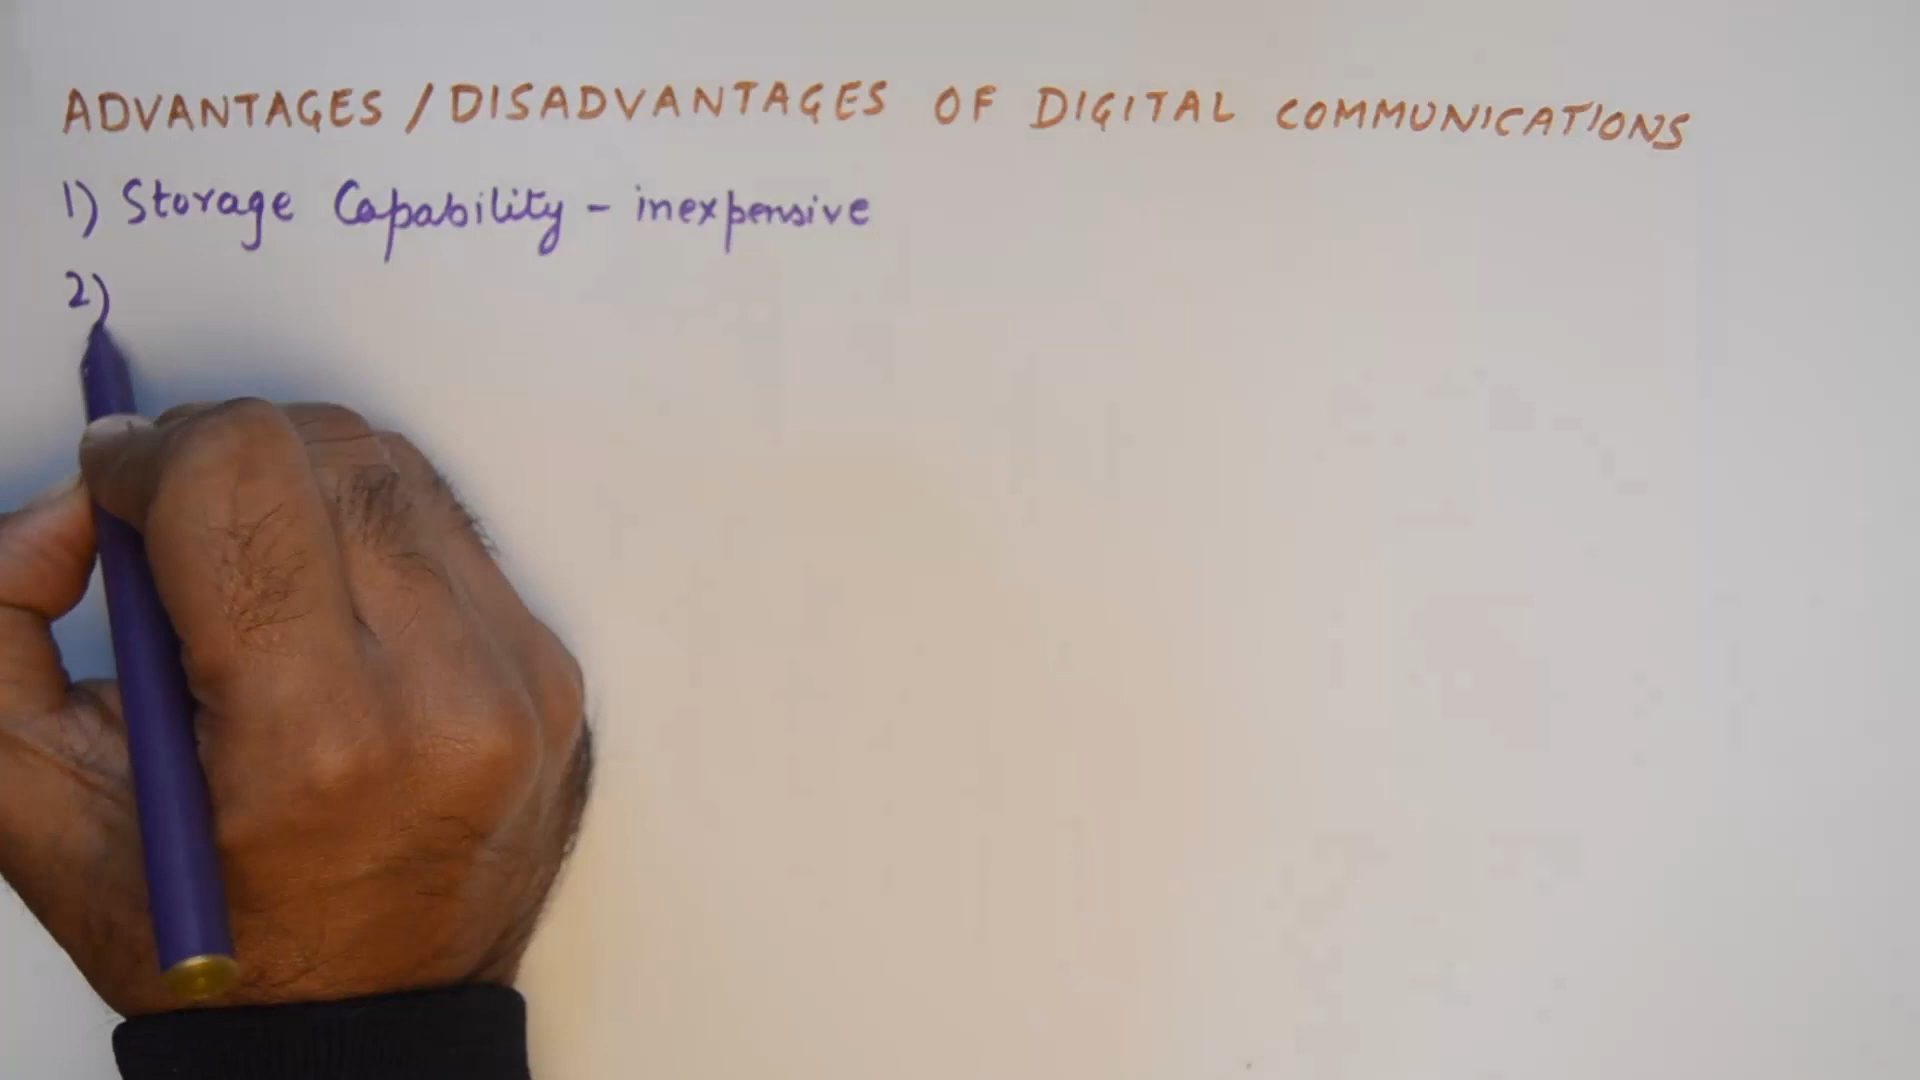 ADVANTAGES / DISADVANTAGES OF DIGITAL COMMUNICATIONS
1) Storage Capability - inexpensive
2)